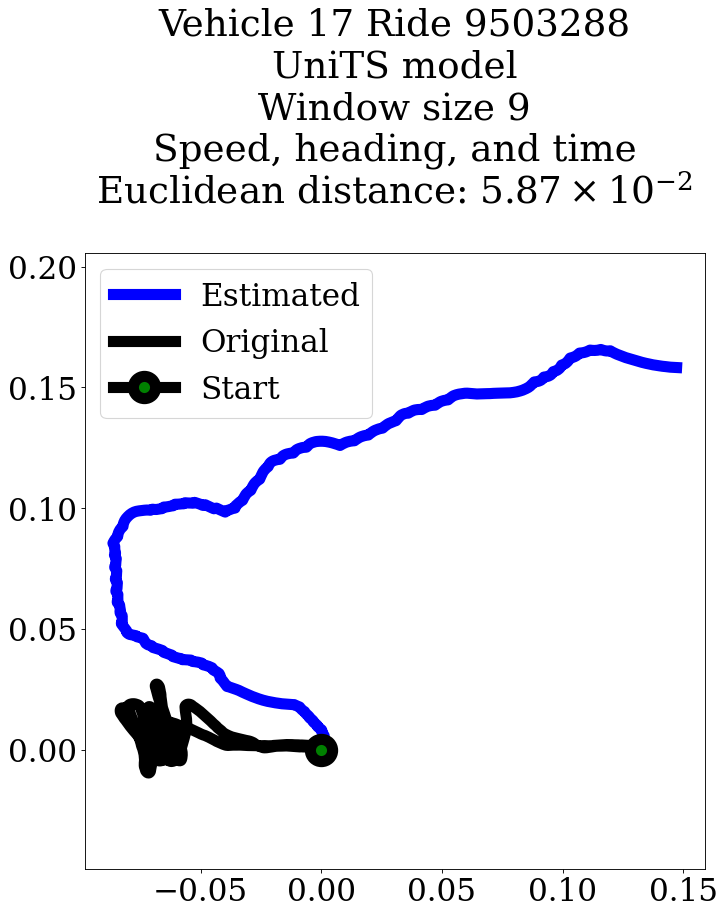 Vehicle 17 Ride 9503288
UniTS model
Window size 9
Speed, heading, and time
Euclidean distance: 5.87 × 10⁻²
Estimated
Original
Start
0.20
0.15
0.10
0.05
0.00
−0.05 0.00 0.05 0.10 0.15